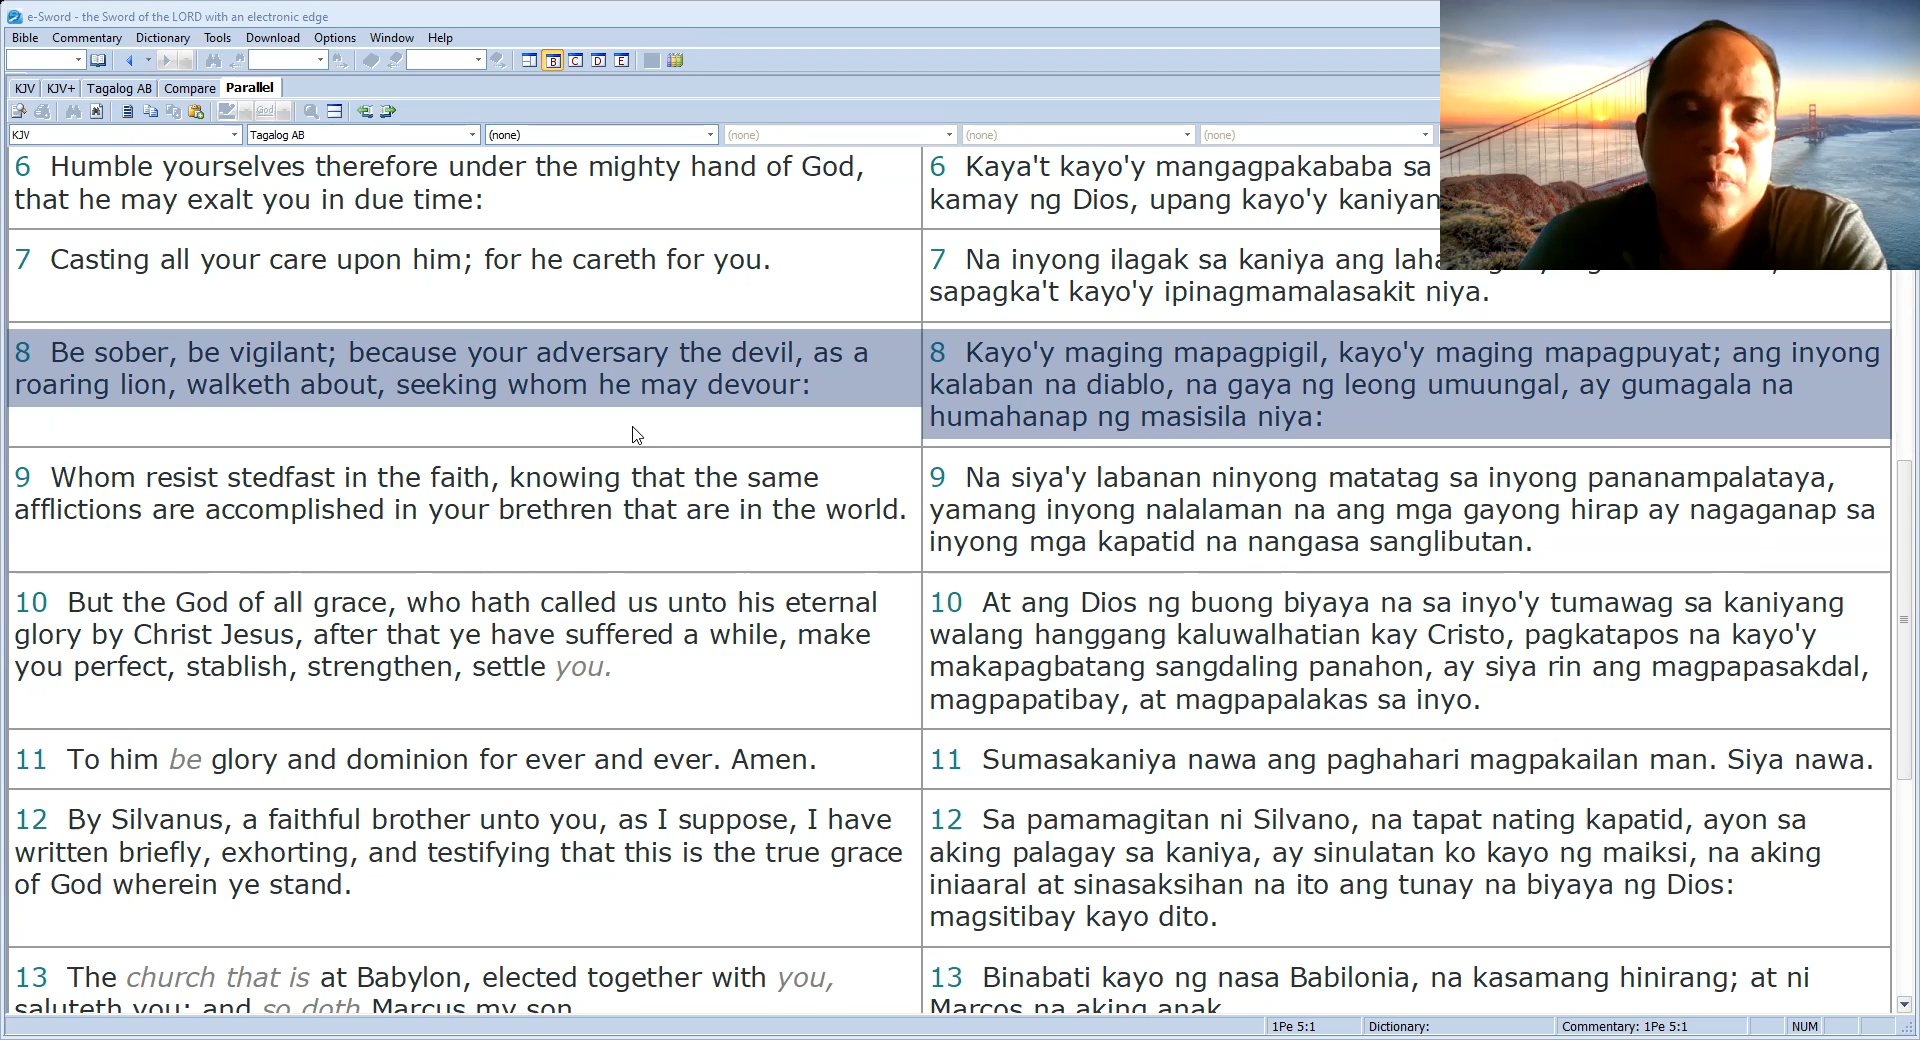 e-Sword - the Sword of the LORD with an electronic edge
Bible Commentary Dictionary Tools Download Options Window Help
B C D E
KJV KJV+ Tagalog AB Compare Parallel
God
KJV Tagalog AB (none) (none) (none) (none)
6 Humble yourselves therefore under the mighty hand of God,
that he may exalt you in due time:
6 Kaya't kayo'y mangagpakababa sa
kamay ng Dios, upang kayo'y kaniyan
7 Casting all your care upon him; for he careth for you.
7 Na inyong ilagak sa kaniya ang
sapagka't kayo'y ipinagmamalasakit niya.
8 Be sober, be vigilant; because your adversary the devil, as a
roaring lion, walketh about, seeking whom he may devour:
8 Kayo'y maging mapagpigil, kayo'y maging mapagpuyat; ang inyong
kalaban na diablo, na gaya ng leong umuungal, ay gumagala na
humahanap ng masisila niya:
9 Whom resist stedfast in the faith, knowing that the same
afflictions are accomplished in your brethren that are in the world.
9 Na siya'y labanan ninyong matatag sa inyong pananampalataya,
yamang inyong nalalaman na ang mga gayong hirap ay nagaganap sa
inyong mga kapatid na nangasa sanglibutan.
10 But the God of all grace, who hath called us unto his eternal
glory by Christ Jesus, after that ye have suffered a while, make
you perfect, stablish, strengthen, settle you.
10 At ang Dios ng buong biyaya na sa inyo'y tumawag sa kaniyang
walang hanggang kaluwalhatian kay Cristo, pagkatapos na kayo'y
makapagbatang sangdaling panahon, ay siya rin ang magpapasakdal,
magpapatibay, at magpapalakas sa inyo.
11 To him be glory and dominion for ever and ever. Amen.
11 Sumasakaniya nawa ang paghahari magpakailan man. Siya nawa.
12 By Silvanus, a faithful brother unto you, as I suppose, I have
written briefly, exhorting, and testifying that this is the true grace
of God wherein ye stand.
12 Sa pamamagitan ni Silvano, na tapat nating kapatid, ayon sa
aking palagay sa kaniya, ay sinulatan ko kayo ng maiksi, na aking
iniaaral at sinasaksihan na ito ang tunay na biyaya ng Dios:
magsitibay kayo dito.
13 The church that is at Babylon, elected together with you,
saluteth you; and so doth Marcus my son
13 Binabati kayo ng nasa Babilonia, na kasamang hinirang; at ni
Marcos na aking anak
1Pe 5:1 Dictionary: Commentary: 1Pe 5:1 NUM